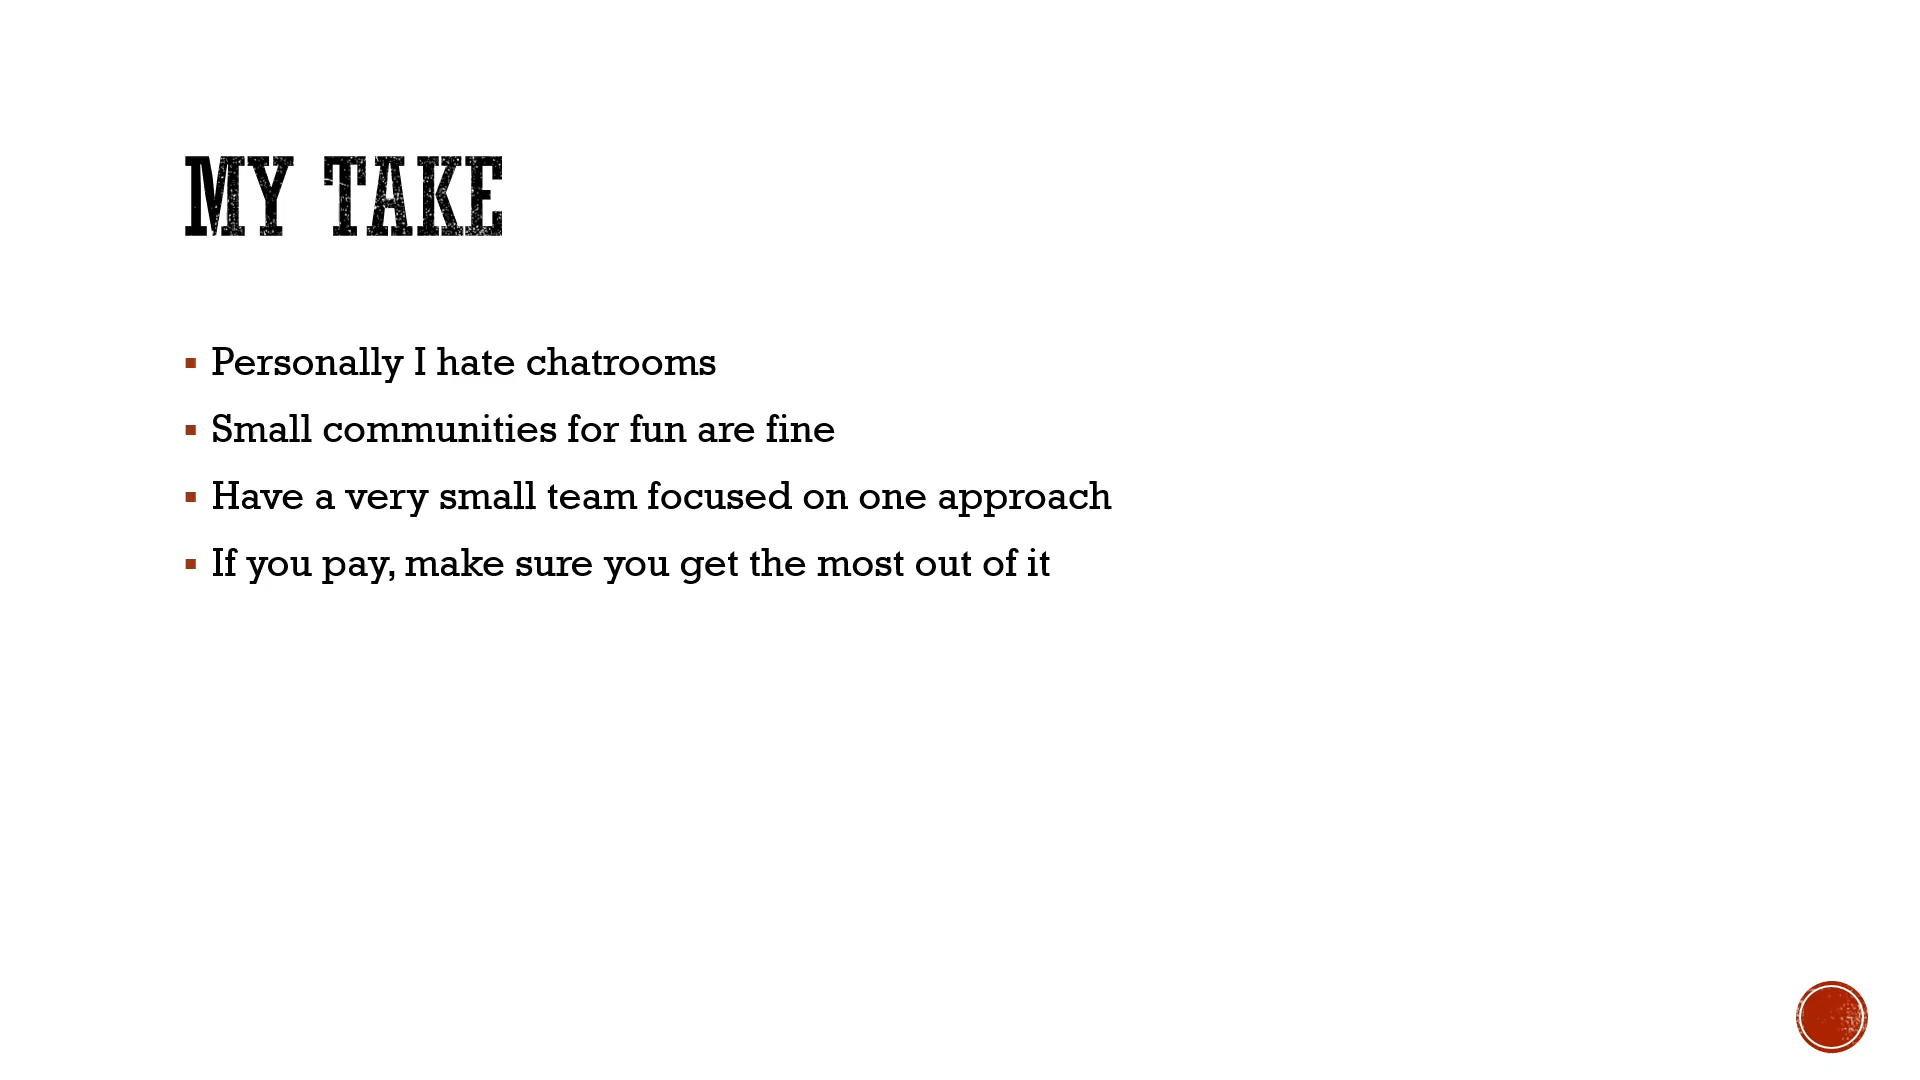 MY TAKE
Personally I hate chatrooms
Small communities for fun are fine
Have a very small team focused on one approach
If you pay, make sure you get the most out of it